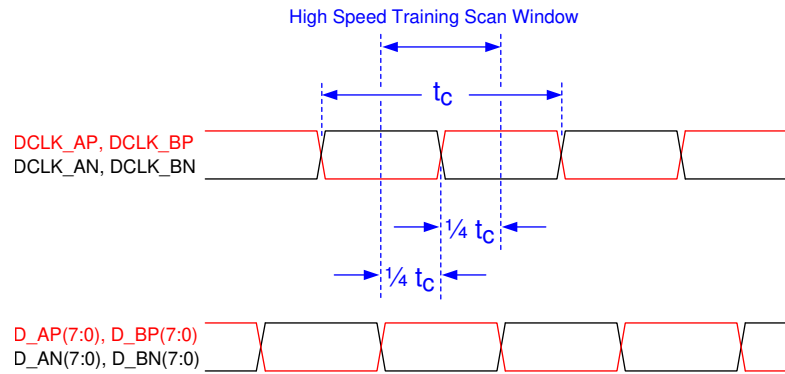 High Speed Training Scan Window
tc
DCLK_AP, DCLK_BP
DCLK_AN, DCLK_BN
¼ tc
¼ tc
D_AP(7:0), D_BP(7:0)
D_AN(7:0), D_BN(7:0)